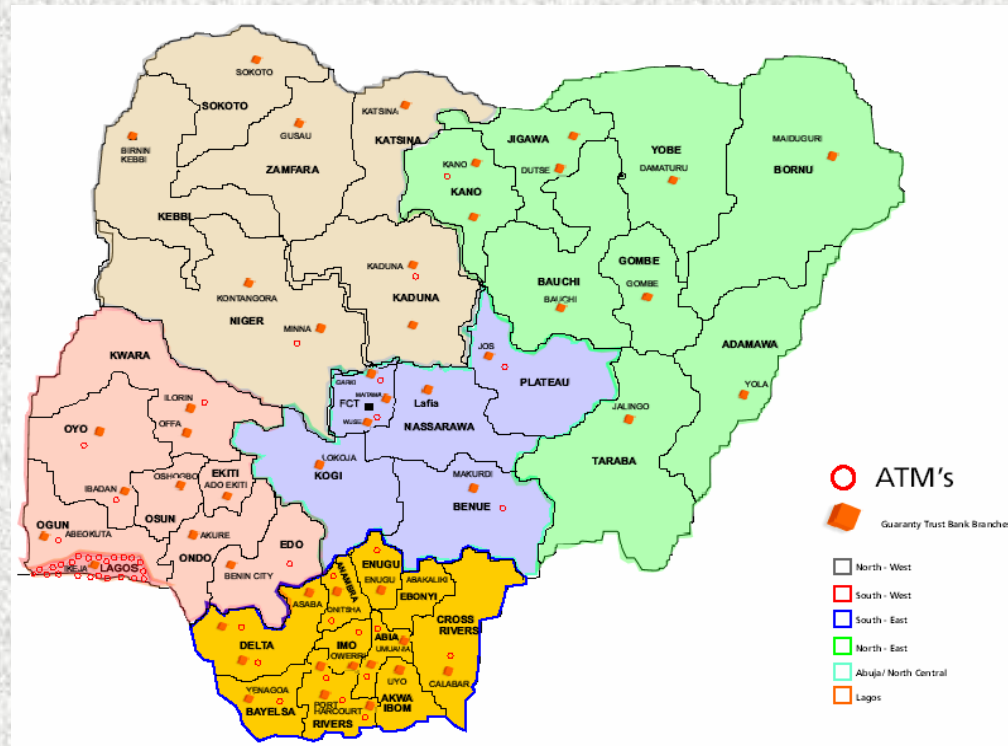 SOKOTO
SOKOTO
KATSINA
KATSINA
GUSAU
ZAMFARA
BIRNIN
KEBBI
KEBBI
JIGAWA
KANO
DUTSE
KANO
YOBE
DAMATURU
MAIDUGURI
BORNU
KADUNA
KADUNA
KONTANGORA
NIGER
MINNA
BAUCHI
BAUCHI
GOMBE
GOMBE
ADAMAWA
YOLA
KWARA
JOS
PLATEAU
GARKI
MAITAMA
FCT
WUSE
Lafia
NASSARAWA
JALINGO
TARABA
ILORIN
OFFA
OYO
LOKOJA
KOGI
MAKURDI
BENUE
EKITI
ADO EKITI
OSHOGBO
IBADAN
OSUN
OGUN
ABEOKUTA
AKURE
ONDO
EDO
BENIN CITY
IKEJA
LAGOS
ENUGU
ENUGU
ANAMBRA
ABAKALIKI
EBONYI
ASABA
ONITSHA
CROSS
RIVERS
DELTA
IMO
OWERRI
ABIA
UMUAHIA
UYO
CALABAR
YENAGOA
BAYELSA
PORT
HARCOURT
RIVERS
AKWA
IBOM
ATM's
Guaranty Trust Bank Branches
North - West
South - West
South - East
North - East
Abuja/ North Central
Lagos